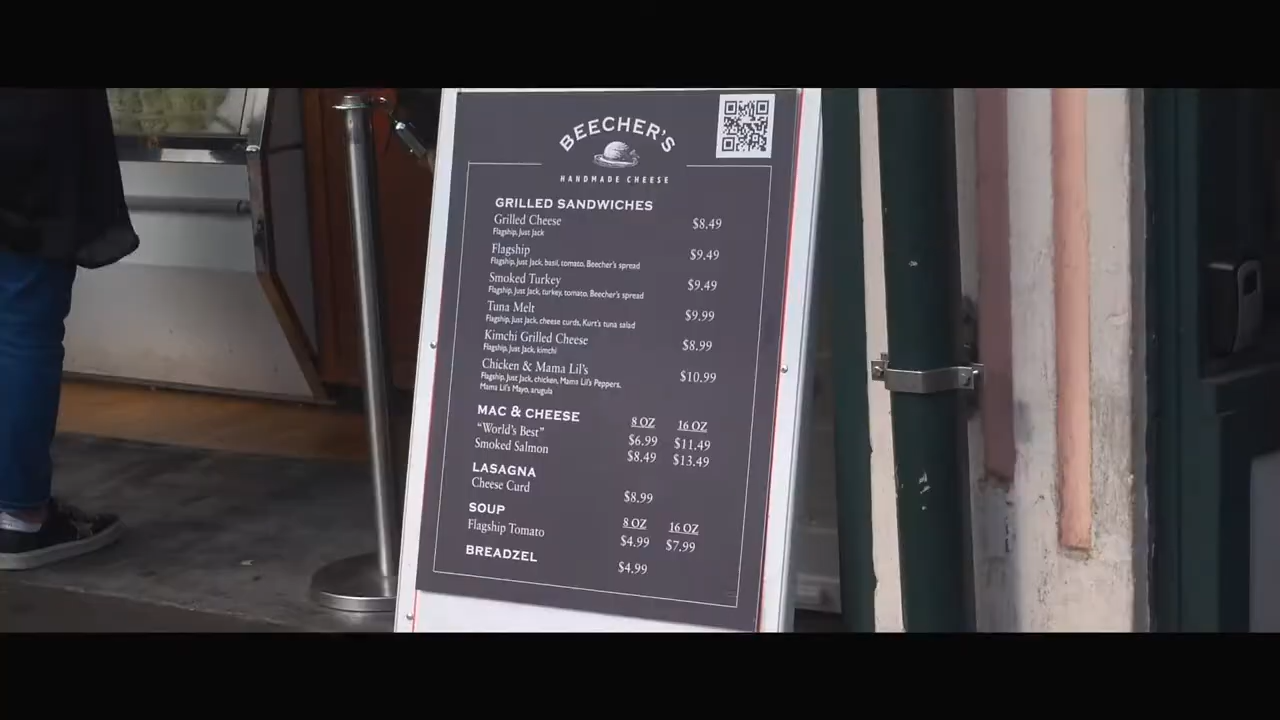 BEECHER'S
HANDMADE CHEESE
GRILLED SANDWICHES
Grilled Cheese $8.49
Flagship, Just Jack
Flagship $9.49
Flagship, Just Jack, basil, tomato, Beecher's spread
Smoked Turkey $9.49
Flagship, Just Jack, turkey, tomato, Beecher's spread
Tuna Melt $9.99
Flagship, Just Jack, cheese curds, Kurt's tuna salad
Kimchi Grilled Cheese $8.99
Flagship, Just Jack, kimchi
Chicken & Mama Lil's $10.99
Flagship, Just Jack, chicken, Mama Lil's Peppers,
Mama Lil's Mayo, arugula
MAC & CHEESE 8 OZ 16 OZ
"World's Best" $6.99 $11.49
Smoked Salmon $8.49 $13.49
LASAGNA
Cheese Curd $8.99
SOUP 8 OZ 16 OZ
Flagship Tomato $4.99 $7.99
BREADZEL $4.99